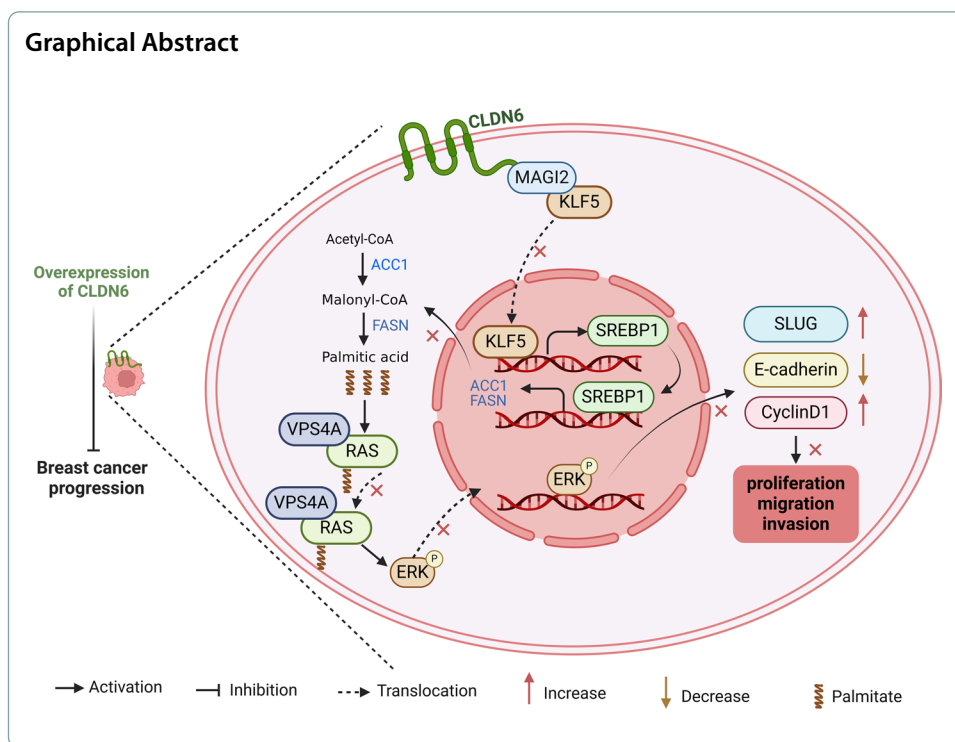 Graphical Abstract
CLDN6
MAGI2
KLF5
Acetyl-CoA
ACC1
Malonyl-CoA
FASN
Palmitic acid
VPS4A
RAS
VPS4A
RAS
ERK
P
KLF5
SREBP1
ACC1
FASN
SREBP1
ERK
P
SLUG
E-cadherin
CyclinD1
proliferation
migration
invasion
Overexpression
of CLDN6
Breast cancer
progression
Activation
Inhibition
Translocation
Increase
Decrease
Palmitate